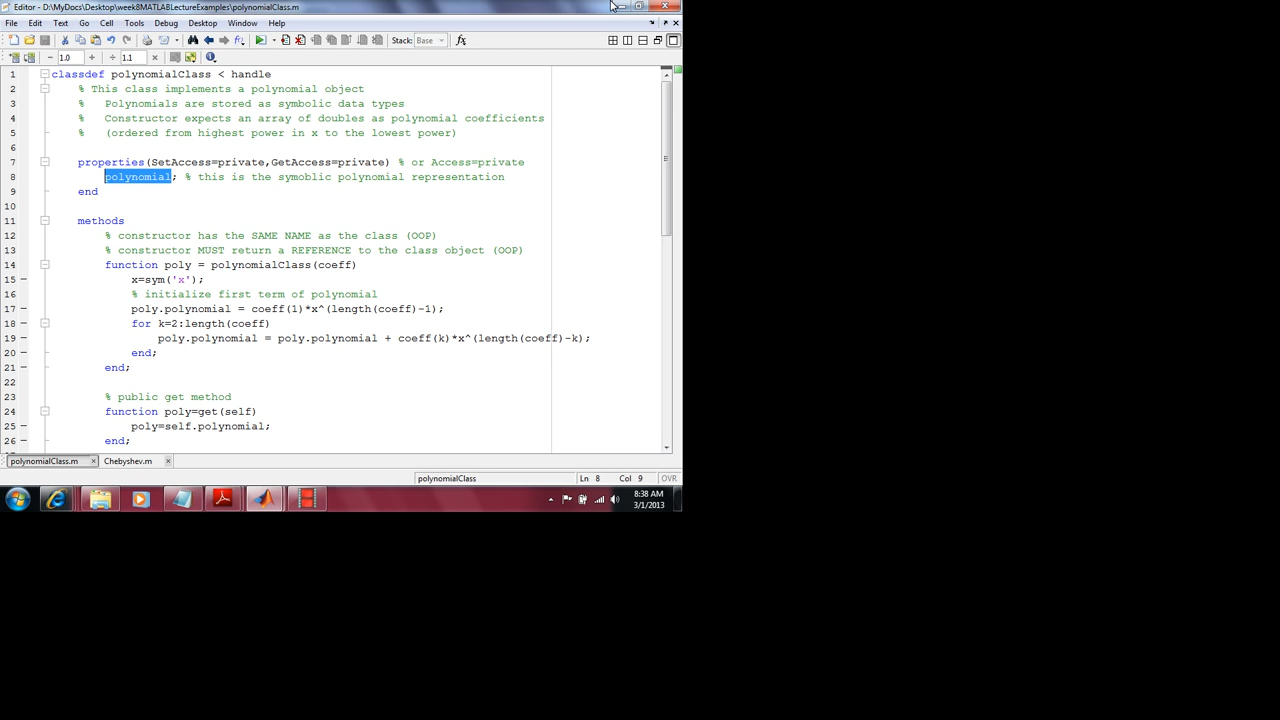 Editor - D:\MyDocs\Desktop\week8MATLABLectureExamples\polynomialClass.m
File Edit Text Go Cell Tools Debug Desktop Window Help
Stack: Base fx
- 1.0 + ÷ 1.1 ×
1 classdef polynomialClass < handle
2 % This class implements a polynomial object
3 % Polynomials are stored as symbolic data types
4 % Constructor expects an array of doubles as polynomial coefficients
5 % (ordered from highest power in x to the lowest power)
6
7 properties(SetAccess=private,GetAccess=private) % or Access=private
8 polynomial; % this is the symoblic polynomial representation
9 end
10
11 methods
12 % constructor has the SAME NAME as the class (OOP)
13 % constructor MUST return a REFERENCE to the class object (OOP)
14 function poly = polynomialClass(coeff)
15 x=sym('x');
16 % initialize first term of polynomial
17 poly.polynomial = coeff(1)*x^(length(coeff)-1);
18 for k=2:length(coeff)
19 poly.polynomial = poly.polynomial + coeff(k)*x^(length(coeff)-k);
20 end;
21 end;
22
23 % public get method
24 function poly=get(self)
25 poly=self.polynomial;
26 end;
polynomialClass.m × Chebyshev.m ×
polynomialClass Ln 8 Col 9 OVR
8:38 AM
3/1/2013